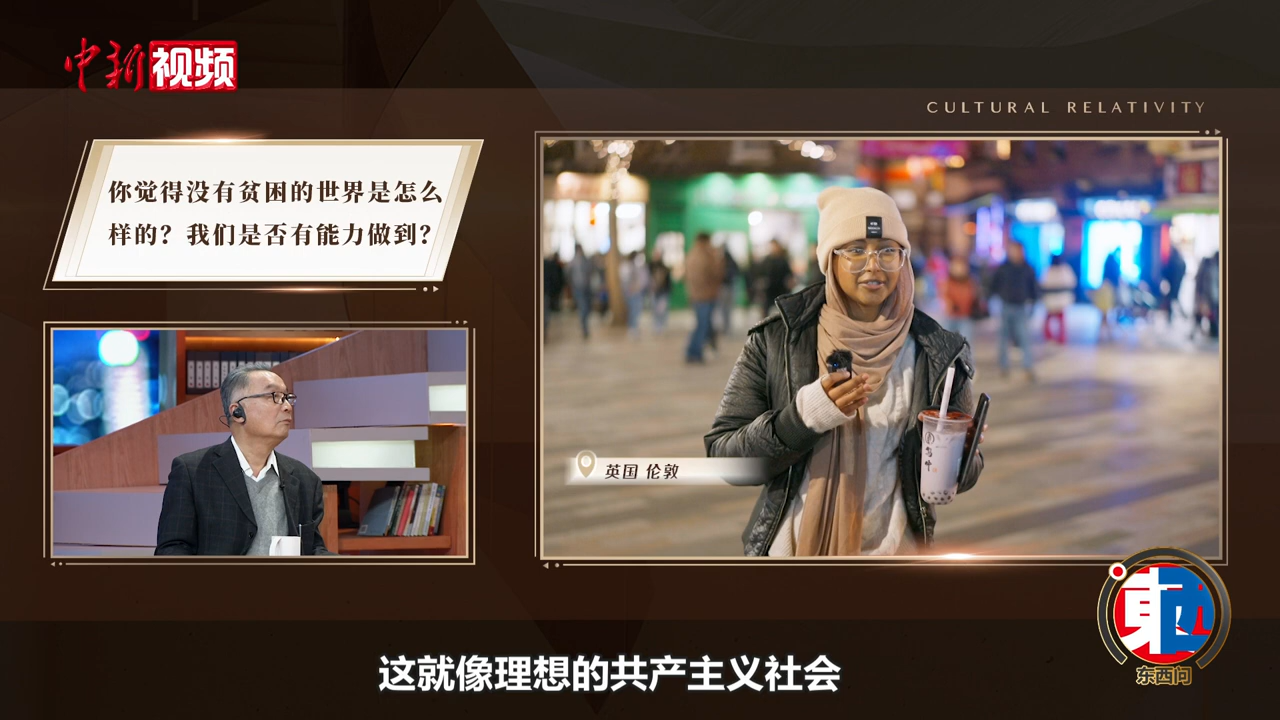 中新视频
CULTURAL RELATIVITY
你觉得没有贫困的世界是怎么
样的？我们是否有能力做到？
英国 伦敦
这就像理想的共产主义社会
东西问